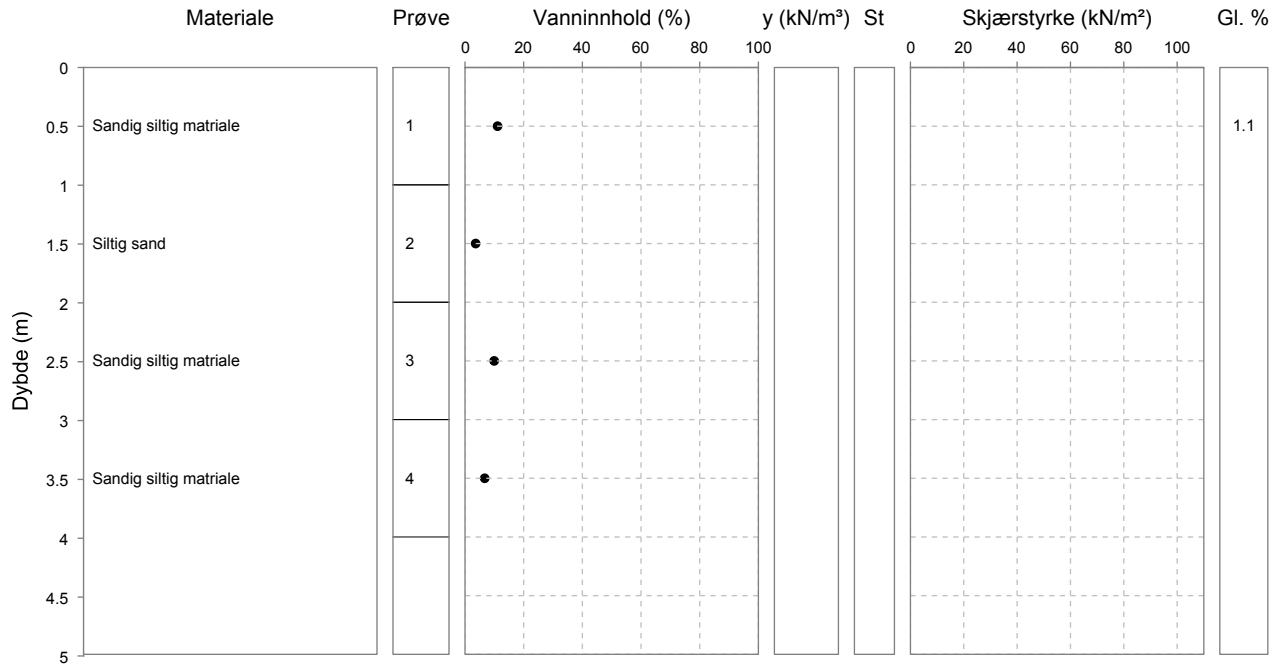 Materiale Prøve Vanninnhold (%) y (kN/m³) St Skjærstyrke (kN/m²) Gl. %
0 20 40 60 80 100 0 20 40 60 80 100
0
0.5 Sandig siltig matriale 1 1.1
1
1.5 Siltig sand 2
2
2.5 Sandig siltig matriale 3
3
3.5 Sandig siltig matriale 4
4
4.5
5
Dybde (m)